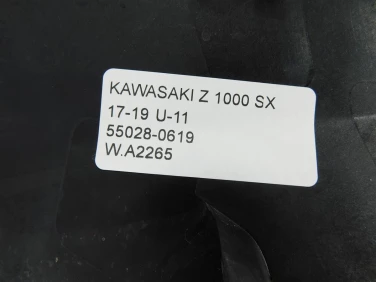 KAWASAKI Z 1000 SX
17-19 U-11
55028-0619
W.A2265